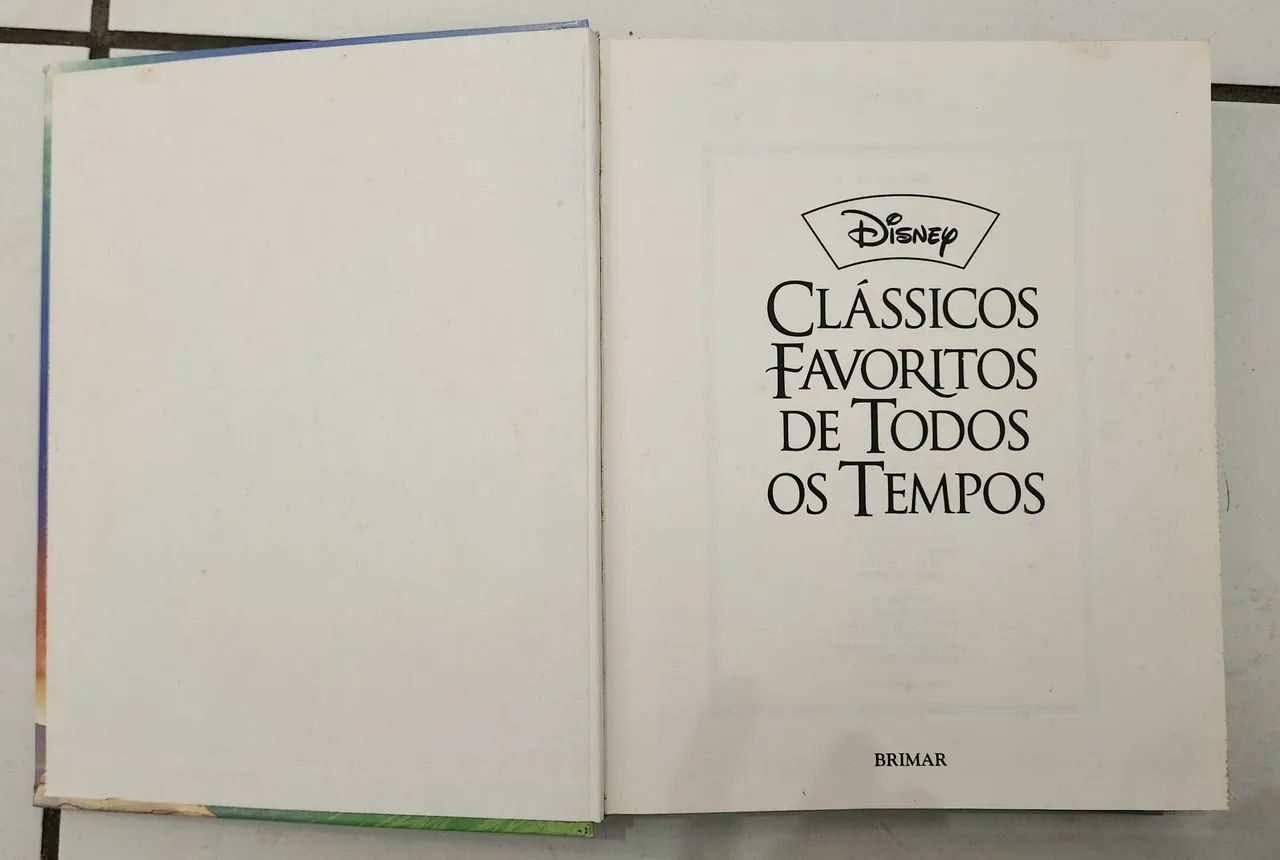 Disney
CLÁSSICOS
FAVORITOS
DE TODOS
OS TEMPOS
BRIMAR